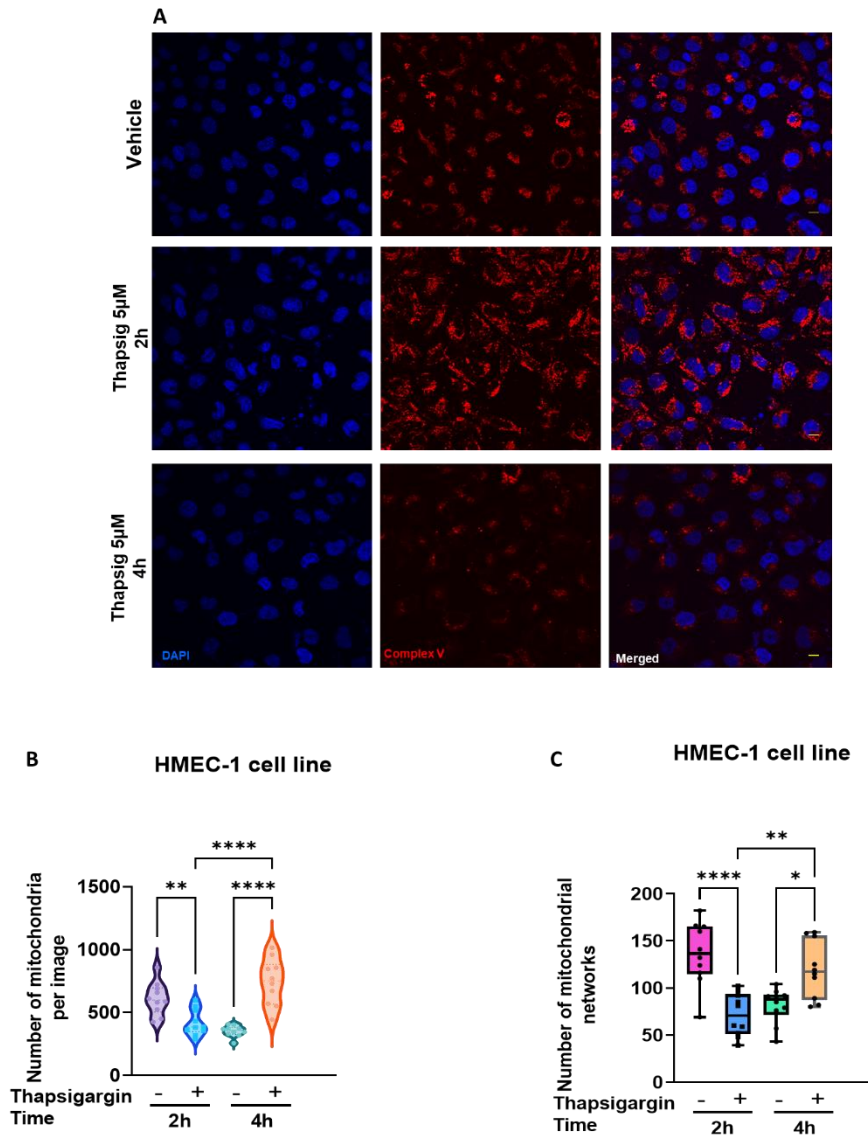 A
Vehicle
Thapsig 5µM
2h
Thapsig 5µM
4h
DAPI
Complex V
Merged
B
HMEC-1 cell line
Number of mitochondria
per image
1500
1000
500
0
**
****
****
Thapsigargin - + - +
Time 2h 4h
C
HMEC-1 cell line
Number of mitochondrial
networks
200
150
100
50
0
****
**
*
Thapsigargin - + - +
Time 2h 4h